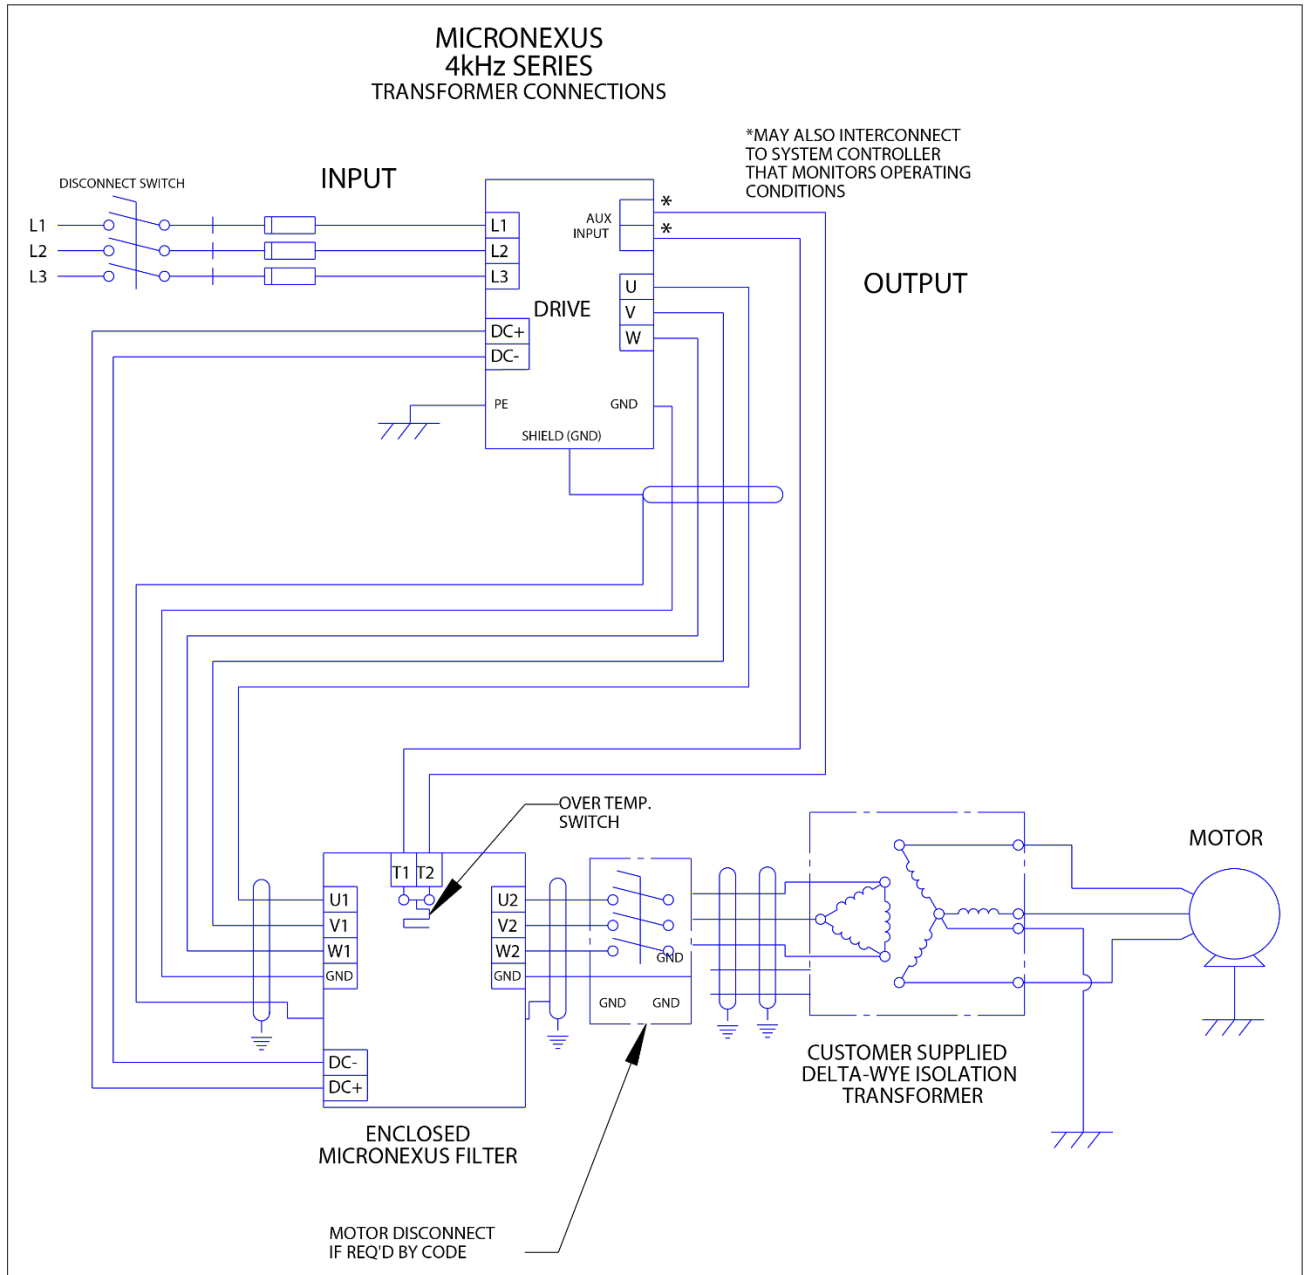 MICRONEXUS
4kHz SERIES
TRANSFORMER CONNECTIONS
*MAY ALSO INTERCONNECT
TO SYSTEM CONTROLLER
THAT MONITORS OPERATING
CONDITIONS
DISCONNECT SWITCH
INPUT
L1
L2
L3
L1
L2
L3
AUX
INPUT
*
*
U
V
W
DRIVE
OUTPUT
DC+
DC-
PE
GND
SHIELD (GND)
OVER TEMP.
SWITCH
T1
T2
U1
V1
W1
GND
U2
V2
W2
GND
DC-
DC+
ENCLOSED
MICRONEXUS FILTER
GND
GND
GND
MOTOR DISCONNECT
IF REQ'D BY CODE
CUSTOMER SUPPLIED
DELTA-WYE ISOLATION
TRANSFORMER
MOTOR